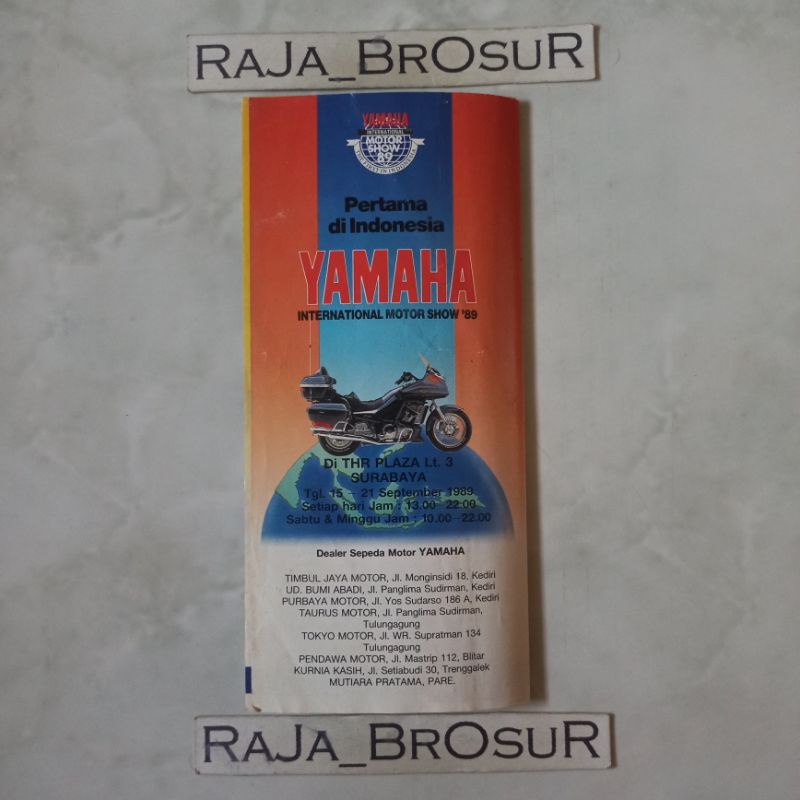 RAJA_BROSUR
YAMAHA
INTERNATIONAL
MOTOR
SHOW
'89
THE FIRST IN INDONESIA
Pertama
di Indonesia
YAMAHA
INTERNATIONAL MOTOR SHOW '89
Di THR PLAZA Lt. 3
SURABAYA
Tgl. 15 – 21 September 1989
Setiap hari Jam : 13.00 – 22.00
Sabtu & Minggu Jam : 10.00–22.00
Dealer Sepeda Motor YAMAHA
TIMBUL JAYA MOTOR, Jl. Monginsidi 18, Kediri
UD. BUMI ABADI, Jl. Panglima Sudirman, Kediri
PURBAYA MOTOR, Jl. Yos Sudarso 186 A, Kediri
TAURUS MOTOR, Jl. Panglima Sudirman,
Tulungagung
TOKYO MOTOR, Jl. WR. Supratman 134
Tulungagung
PENDAWA MOTOR, Jl. Mastrip 112, Blitar
KURNIA KASIH, Jl. Setiabudi 30, Trenggalek
MUTIARA PRATAMA, PARE.
RAJA_BROSUR